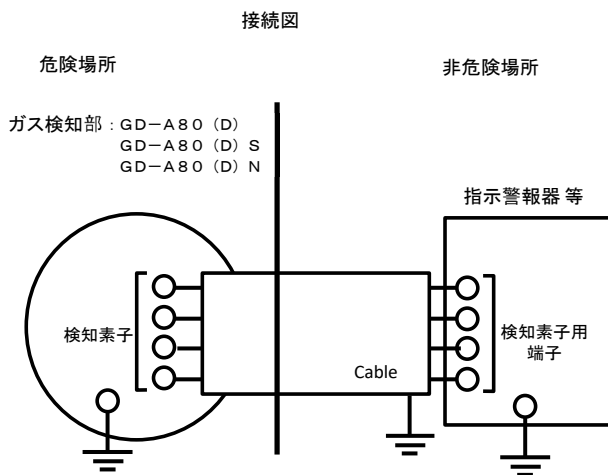 接続図
危険場所
非危険場所
ガス検知部：GD－A80（D）
GD－A80（D）S
GD－A80（D）N
指示警報器 等
検知素子
検知素子用
端子
Cable